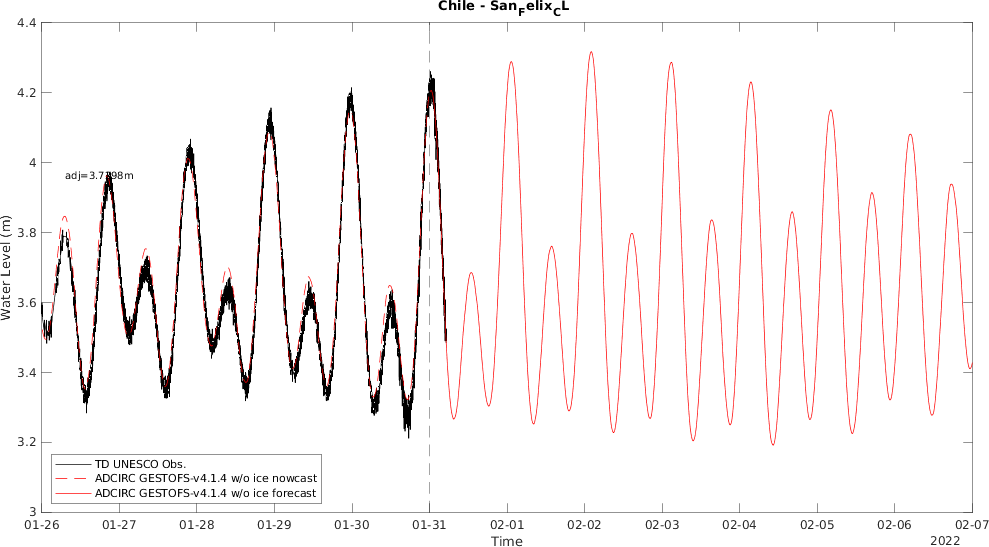 Chile - SanFelixCL
4.4
4.2
4
3.8
3.6
3.4
3.2
3
Water Level (m)
TD UNESCO Obs.
ADCIRC GESTOFS-v4.1.4 w/o ice nowcast
ADCIRC GESTOFS-v4.1.4 w/o ice forecast
01-26 01-27 01-28 01-29 01-30 01-31 02-01 02-02 02-03 02-04 02-05 02-06 02-07
Time
2022